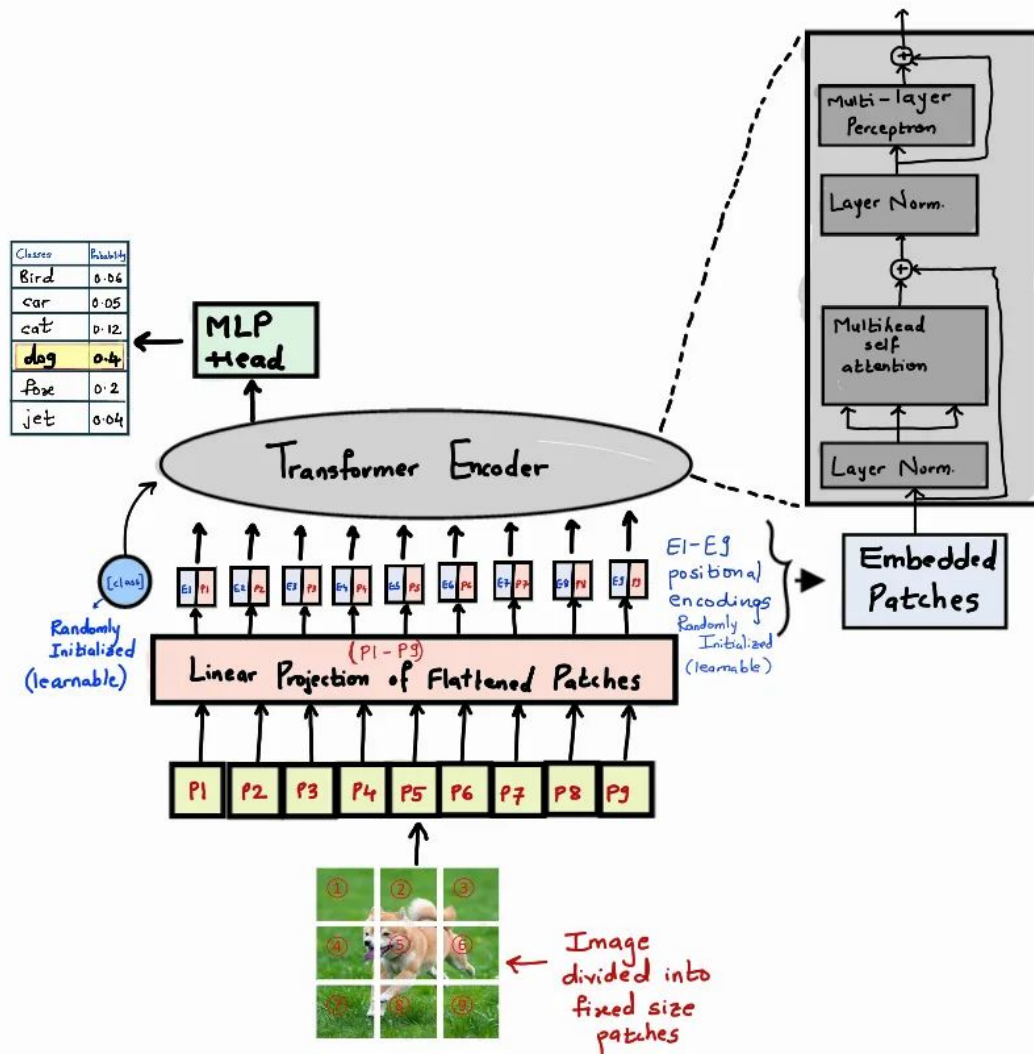 Multi-layer
Perceptron
Layer Norm.
Multihead
self
attention
Layer Norm.
Embedded
Patches
Classes Probability
Bird 0.06
car 0.05
cat 0.12
dog 0.4
foxe 0.2
jet 0.04
MLP
Head
Transformer Encoder
[class]
Randomly
Initialized
(learnable)
E1 P1 E2 P2 E3 P3 E4 P4 E5 P5 E6 P6 E7 P7 E8 P8 E9 P9
E1-E9
positional
encodings
Randomly
Initialized
(learnable)
(P1-P9)
Linear Projection of Flattened Patches
P1 P2 P3 P4 P5 P6 P7 P8 P9
1 2 3
4 5 6
7 8 9
Image
divided into
fixed size
patches